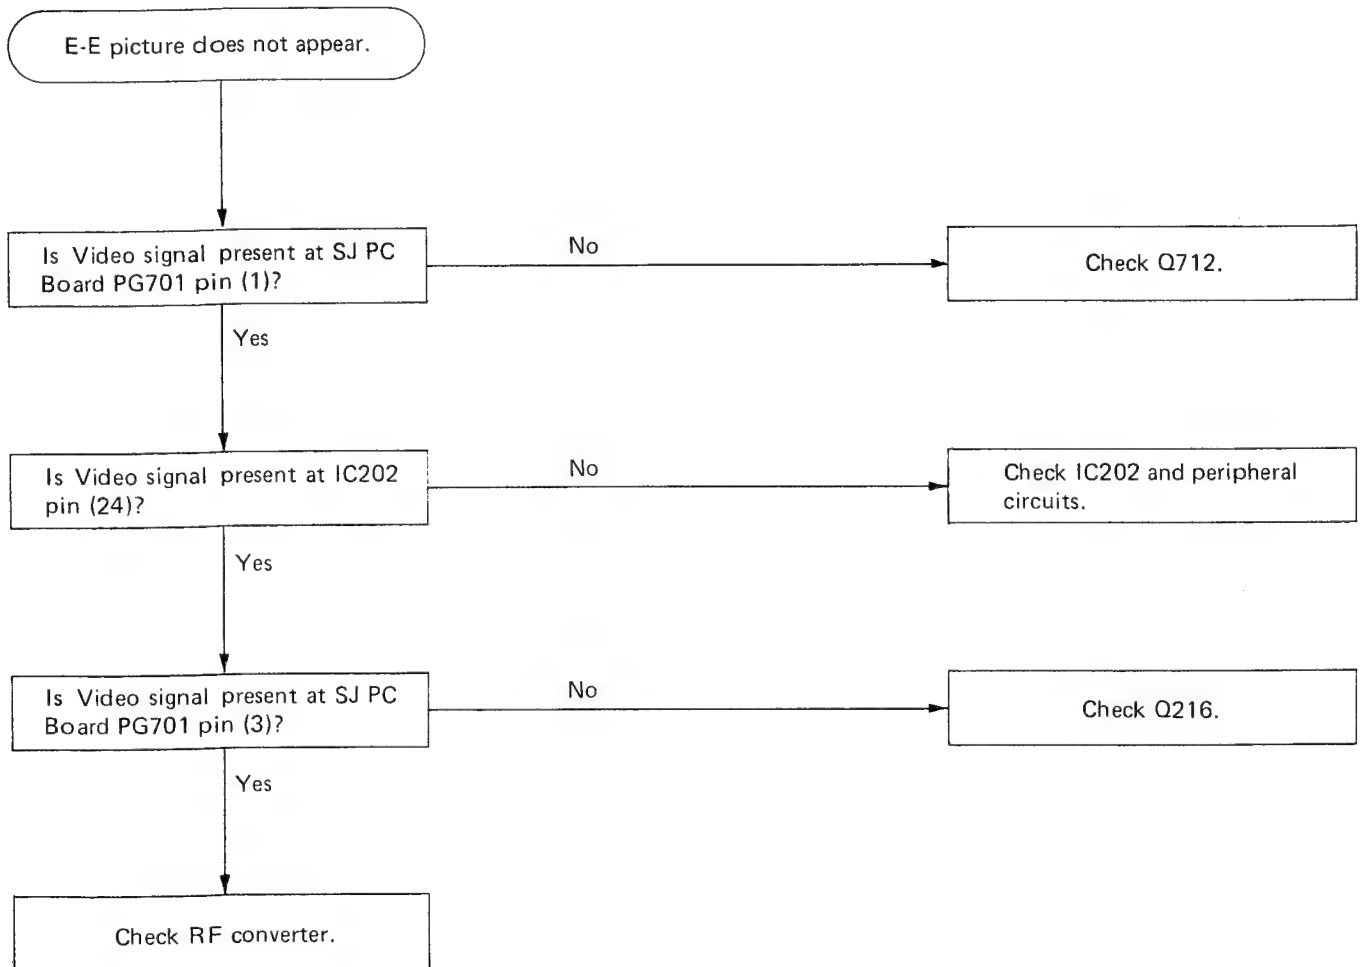 E-E picture does not appear.
Is Video signal present at SJ PC
Board PG701 pin (1)?
No
Check Q712.
Yes
Is Video signal present at IC202
pin (24)?
No
Check IC202 and peripheral
circuits.
Yes
Is Video signal present at SJ PC
Board PG701 pin (3)?
No
Check Q216.
Yes
Check RF converter.